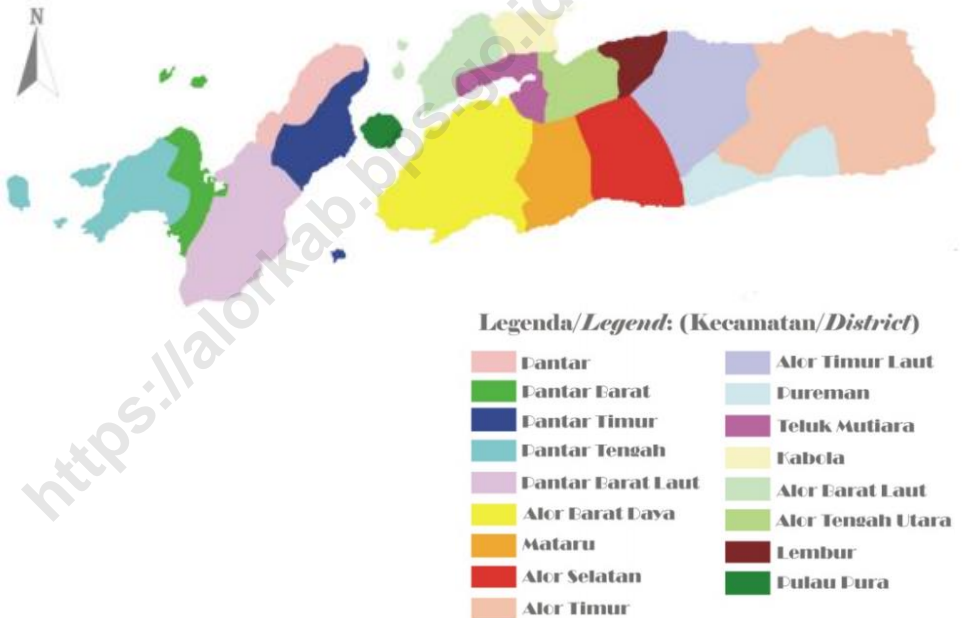 N
https://alorkab.bps.go.id
Legenda/Legend: (Kecamatan/District)
Pantar
Pantar Barat
Pantar Timur
Pantar Tengah
Pantar Barat Laut
Alor Barat Daya
Mataru
Alor Selatan
Alor Timur
Alor Timur Laut
Pureman
Teluk Mutiara
Kabola
Alor Barat Laut
Alor Tengah Utara
Lembur
Pulau Pura